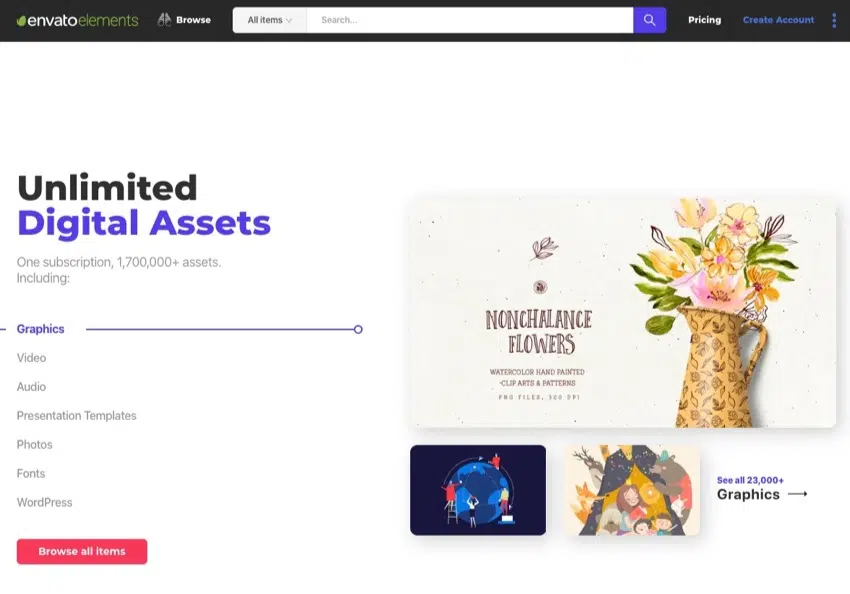 envatoelements
Browse
All items
Search...
Pricing
Create Account
Unlimited
Digital Assets
One subscription, 1,700,000+ assets.
Including:
Graphics
Video
Audio
Presentation Templates
Photos
Fonts
WordPress
Browse all items
NONCHALANCE
FLOWERS
WATERCOLOR HAND PAINTED
CLIP ARTS & PATTERNS
PNG FILES, 300 DPI
See all 23,000+
Graphics